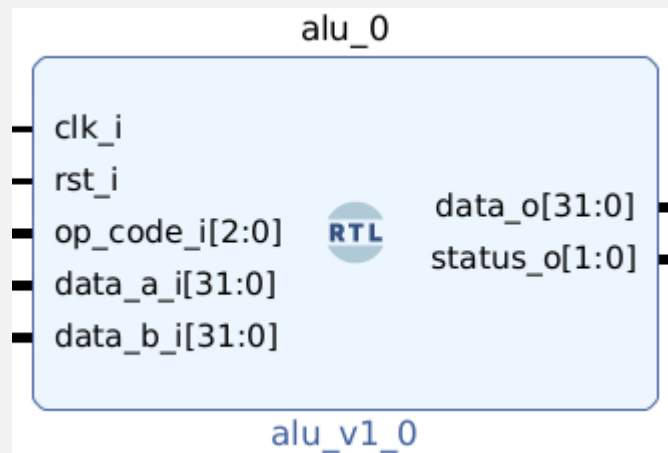 alu_0
clk_i
rst_i
op_code_i[2:0]
data_a_i[31:0]
data_b_i[31:0]
RTL
data_o[31:0]
status_o[1:0]
alu_v1_0